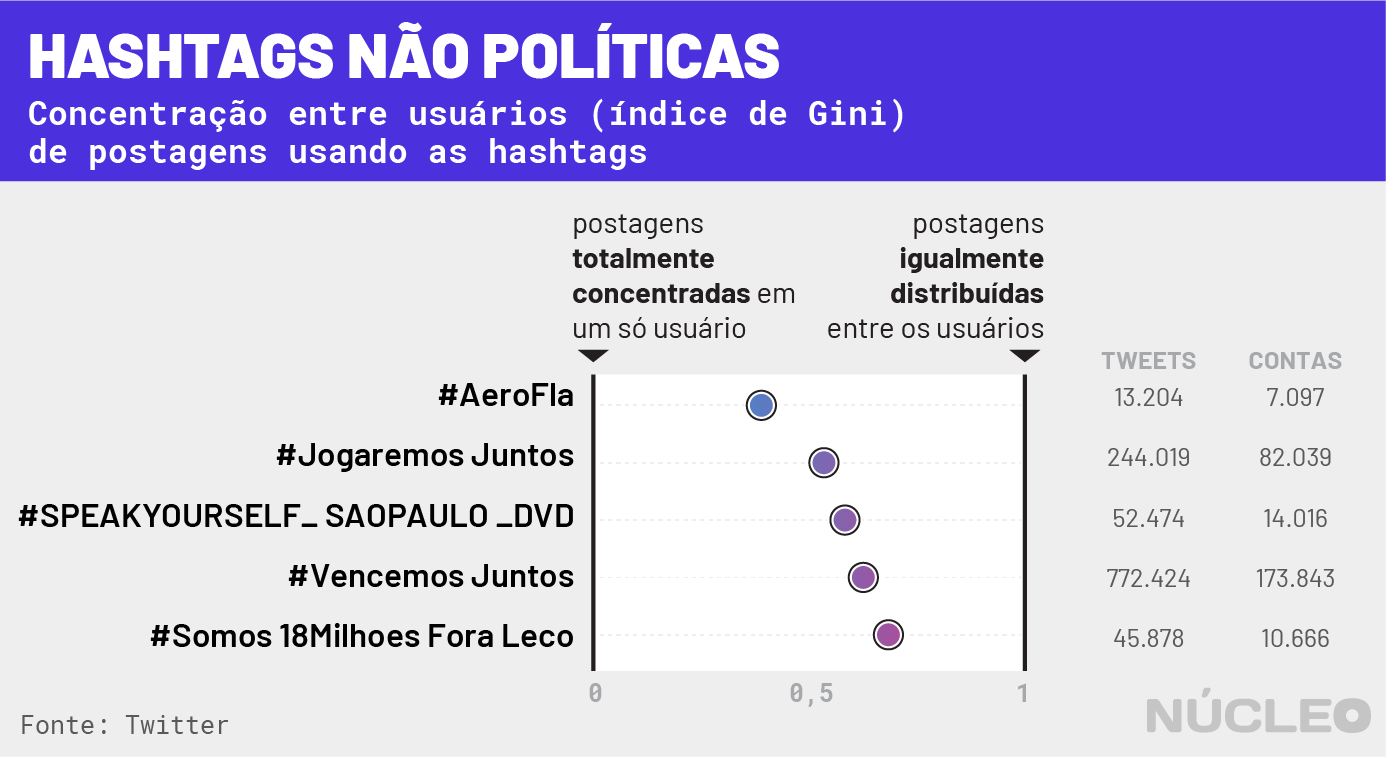 HASHTAGS NÃO POLÍTICAS
Concentração entre usuários (índice de Gini)
de postagens usando as hashtags
postagens
totalmente
concentradas em
um só usuário
postagens
igualmente
distribuídas
entre os usuários
TWEETS CONTAS
#AeroFla 13.204 7.097
#Jogaremos Juntos 244.019 82.039
#SPEAKYOURSELF_ SAOPAULO _DVD 52.474 14.016
#Vencemos Juntos 772.424 173.843
#Somos 18Milhoes Fora Leco 45.878 10.666
0 0,5 1
Fonte: Twitter
NÚCLEO